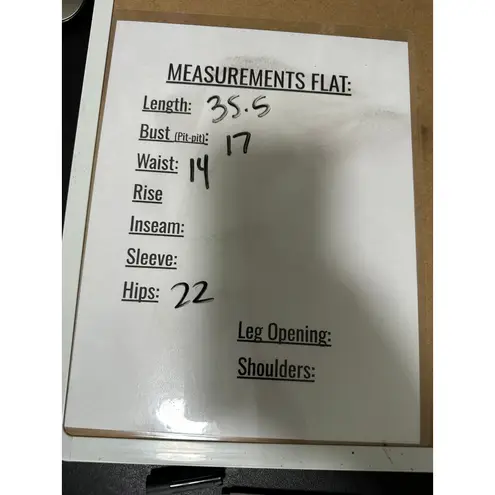 MEASUREMENTS FLAT:
Length: 35.5
Bust (Pit-pit): 17
Waist: 14
Rise
Inseam:
Sleeve:
Hips: 22
Leg Opening:
Shoulders: